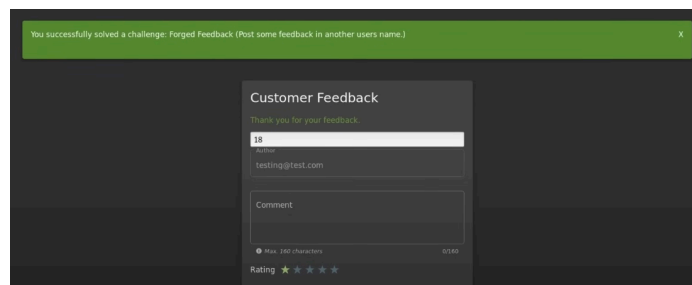 You successfully solved a challenge: Forged Feedback (Post some feedback in another users name.) X
Customer Feedback
Thank you for your feedback.
18
Author
testing@test.com
Comment
Max. 160 characters 0/160
Rating